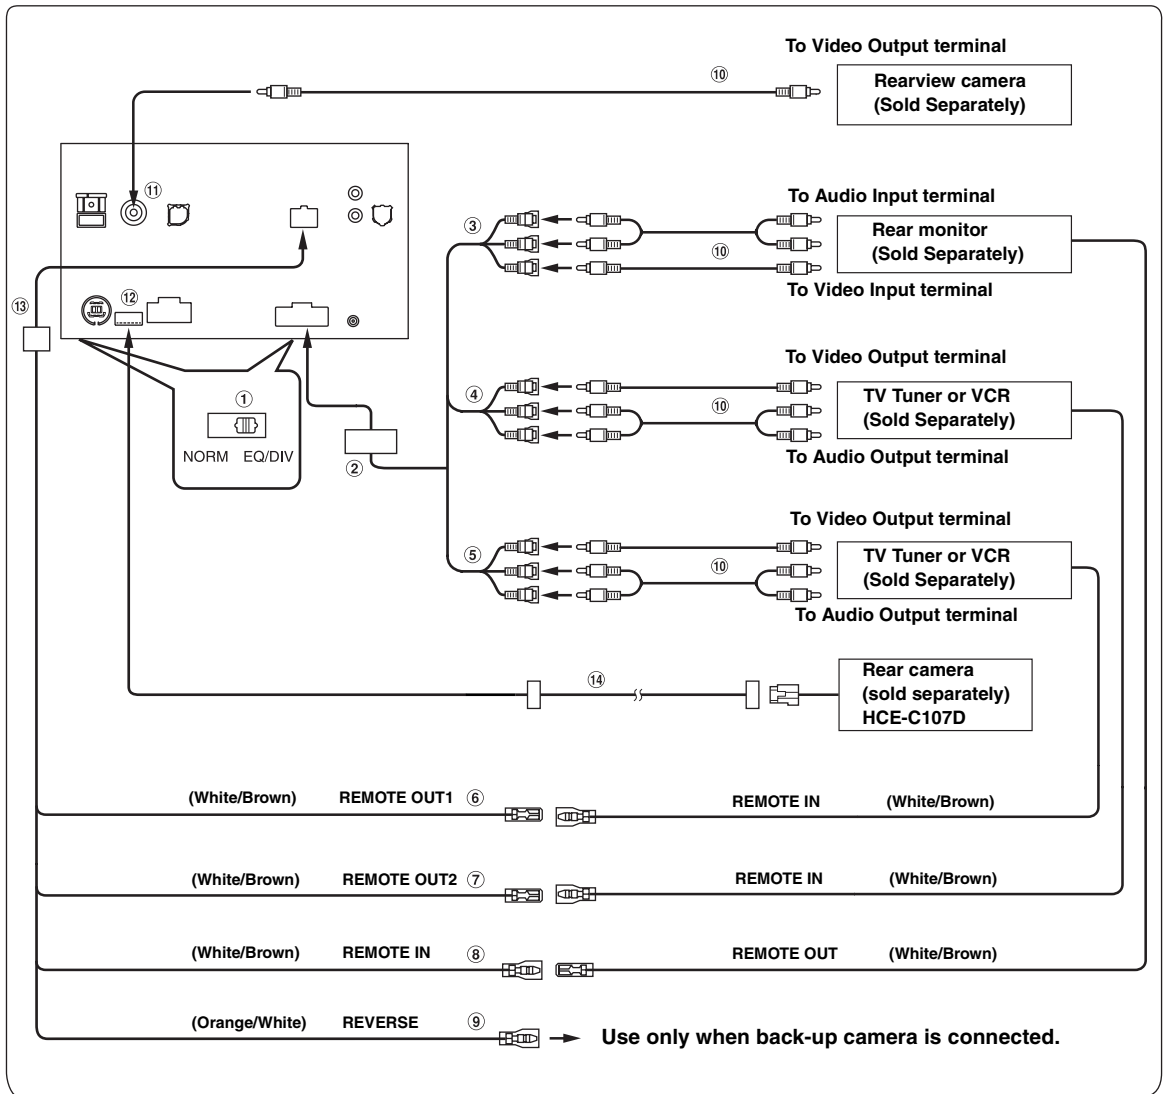 To Video Output terminal
⑩
Rearview camera
(Sold Separately)
⑪
To Audio Input terminal
③
Rear monitor
(Sold Separately)
⑩
To Video Input terminal
⑬
⑫
To Video Output terminal
①
④
⑩
TV Tuner or VCR
(Sold Separately)
NORM EQ/DIV
②
To Audio Output terminal
To Video Output terminal
⑤
⑩
TV Tuner or VCR
(Sold Separately)
To Audio Output terminal
⑭
Rear camera
(sold separately)
HCE-C107D
(White/Brown) REMOTE OUT1 ⑥ REMOTE IN (White/Brown)
(White/Brown) REMOTE OUT2 ⑦ REMOTE IN (White/Brown)
(White/Brown) REMOTE IN ⑧ REMOTE OUT (White/Brown)
(Orange/White) REVERSE ⑨
Use only when back-up camera is connected.